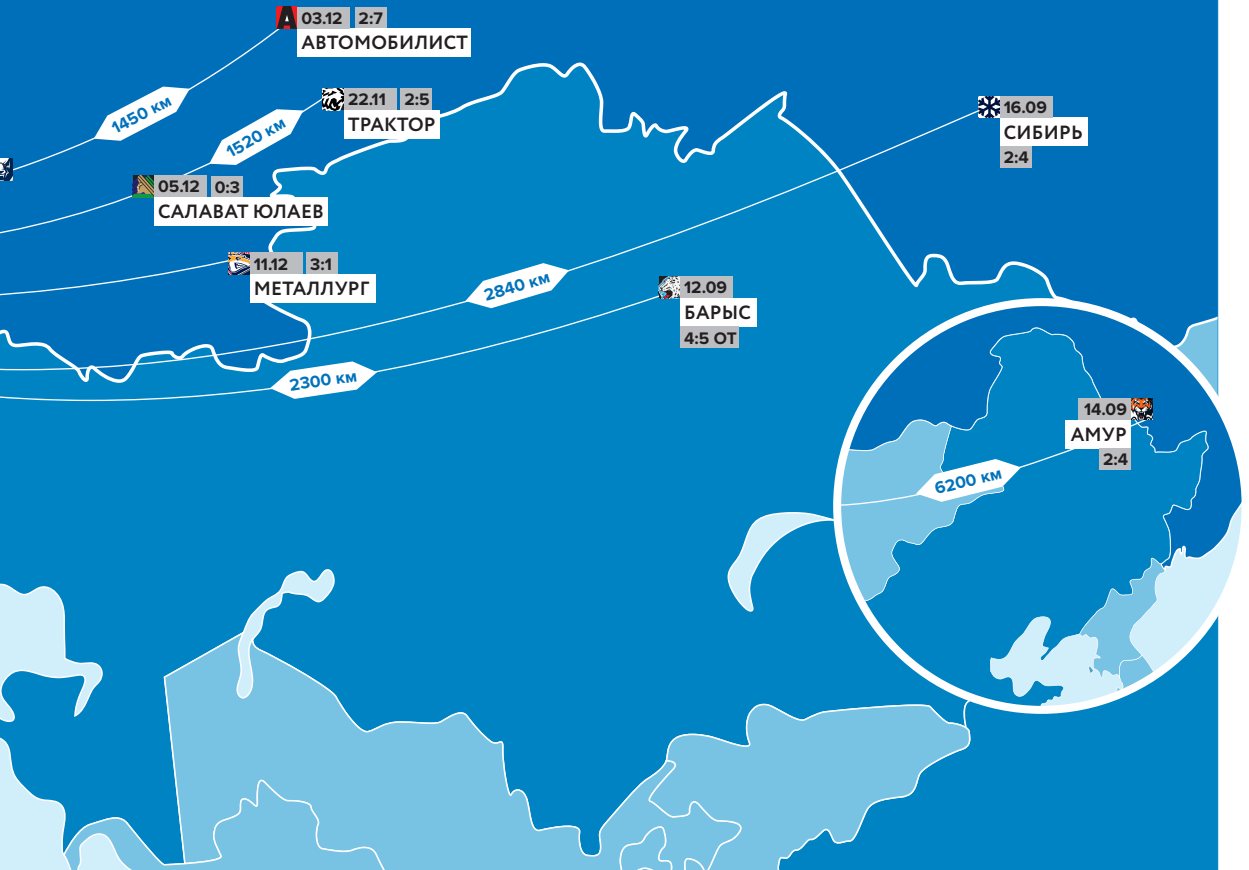 03.12 2:7
АВТОМОБИЛИСТ
1450 км
22.11 2:5
ТРАКТОР
1520 км
16.09
СИБИРЬ
2:4
05.12 0:3
САЛАВАТ ЮЛАЕВ
11.12 3:1
МЕТАЛЛУРГ
2840 км
12.09
БАРЫС
4:5 ОТ
2300 км
14.09
АМУР
2:4
6200 км